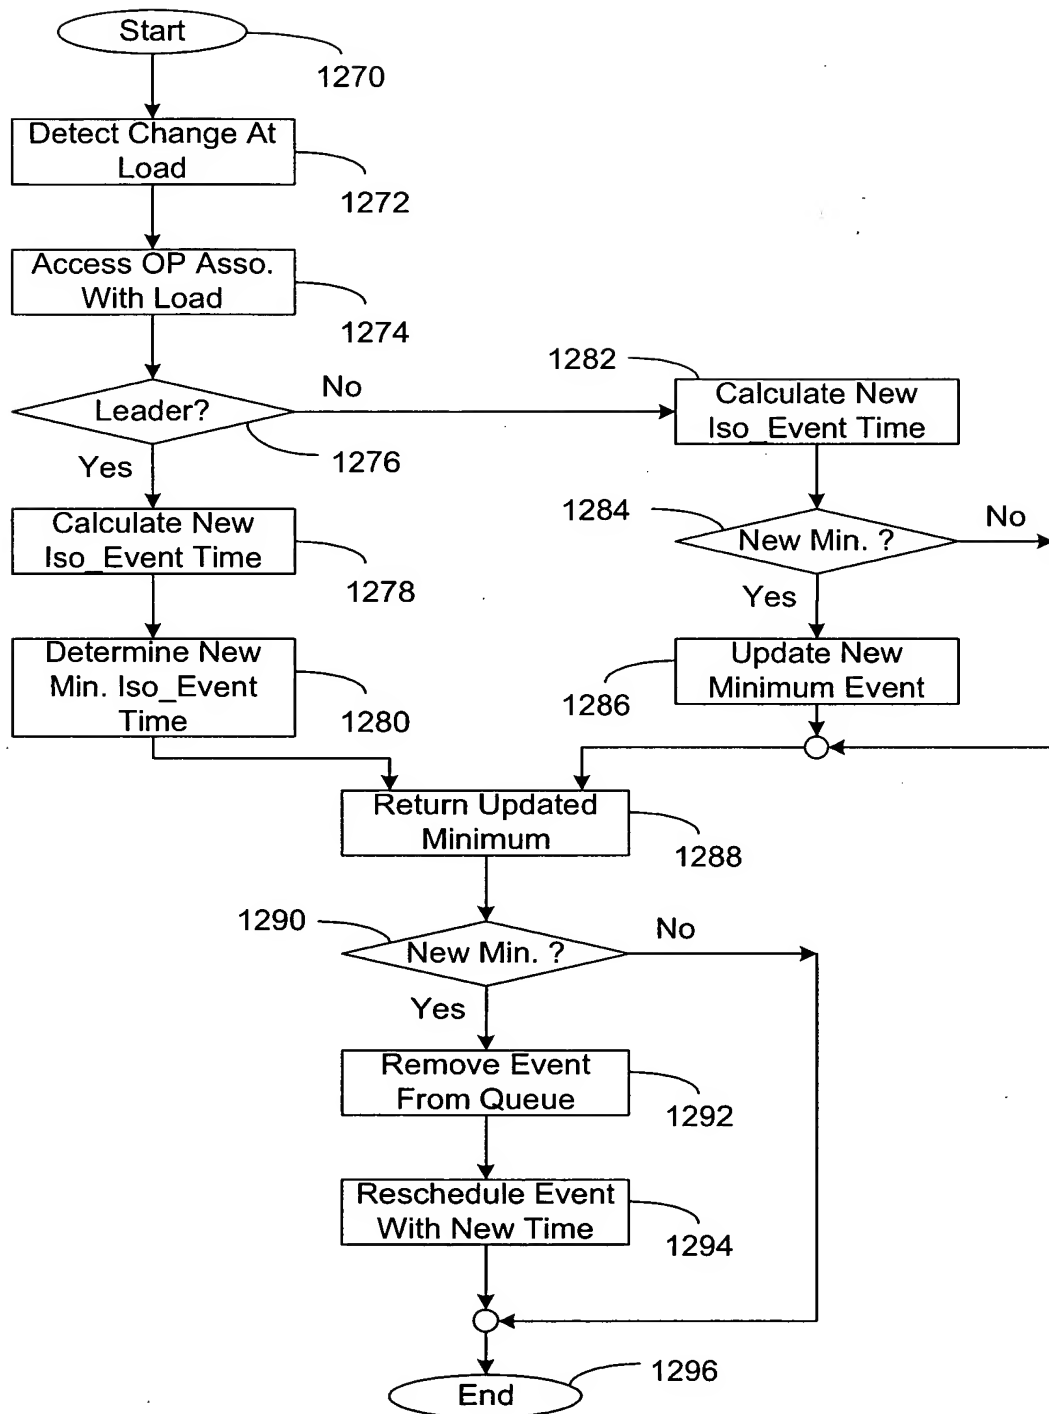 Start
1270
Detect Change At
Load
1272
Access OP Asso.
With Load
1274
Leader?
No
1276
Yes
Calculate New
Iso_Event Time
1278
Determine New
Min. Iso_Event
Time
1280
1282
Calculate New
Iso_Event Time
1284
New Min. ?
No
Yes
Update New
Minimum Event
1286
Return Updated
Minimum
1288
1290
New Min. ?
No
Yes
Remove Event
From Queue
1292
Reschedule Event
With New Time
1294
1296
End